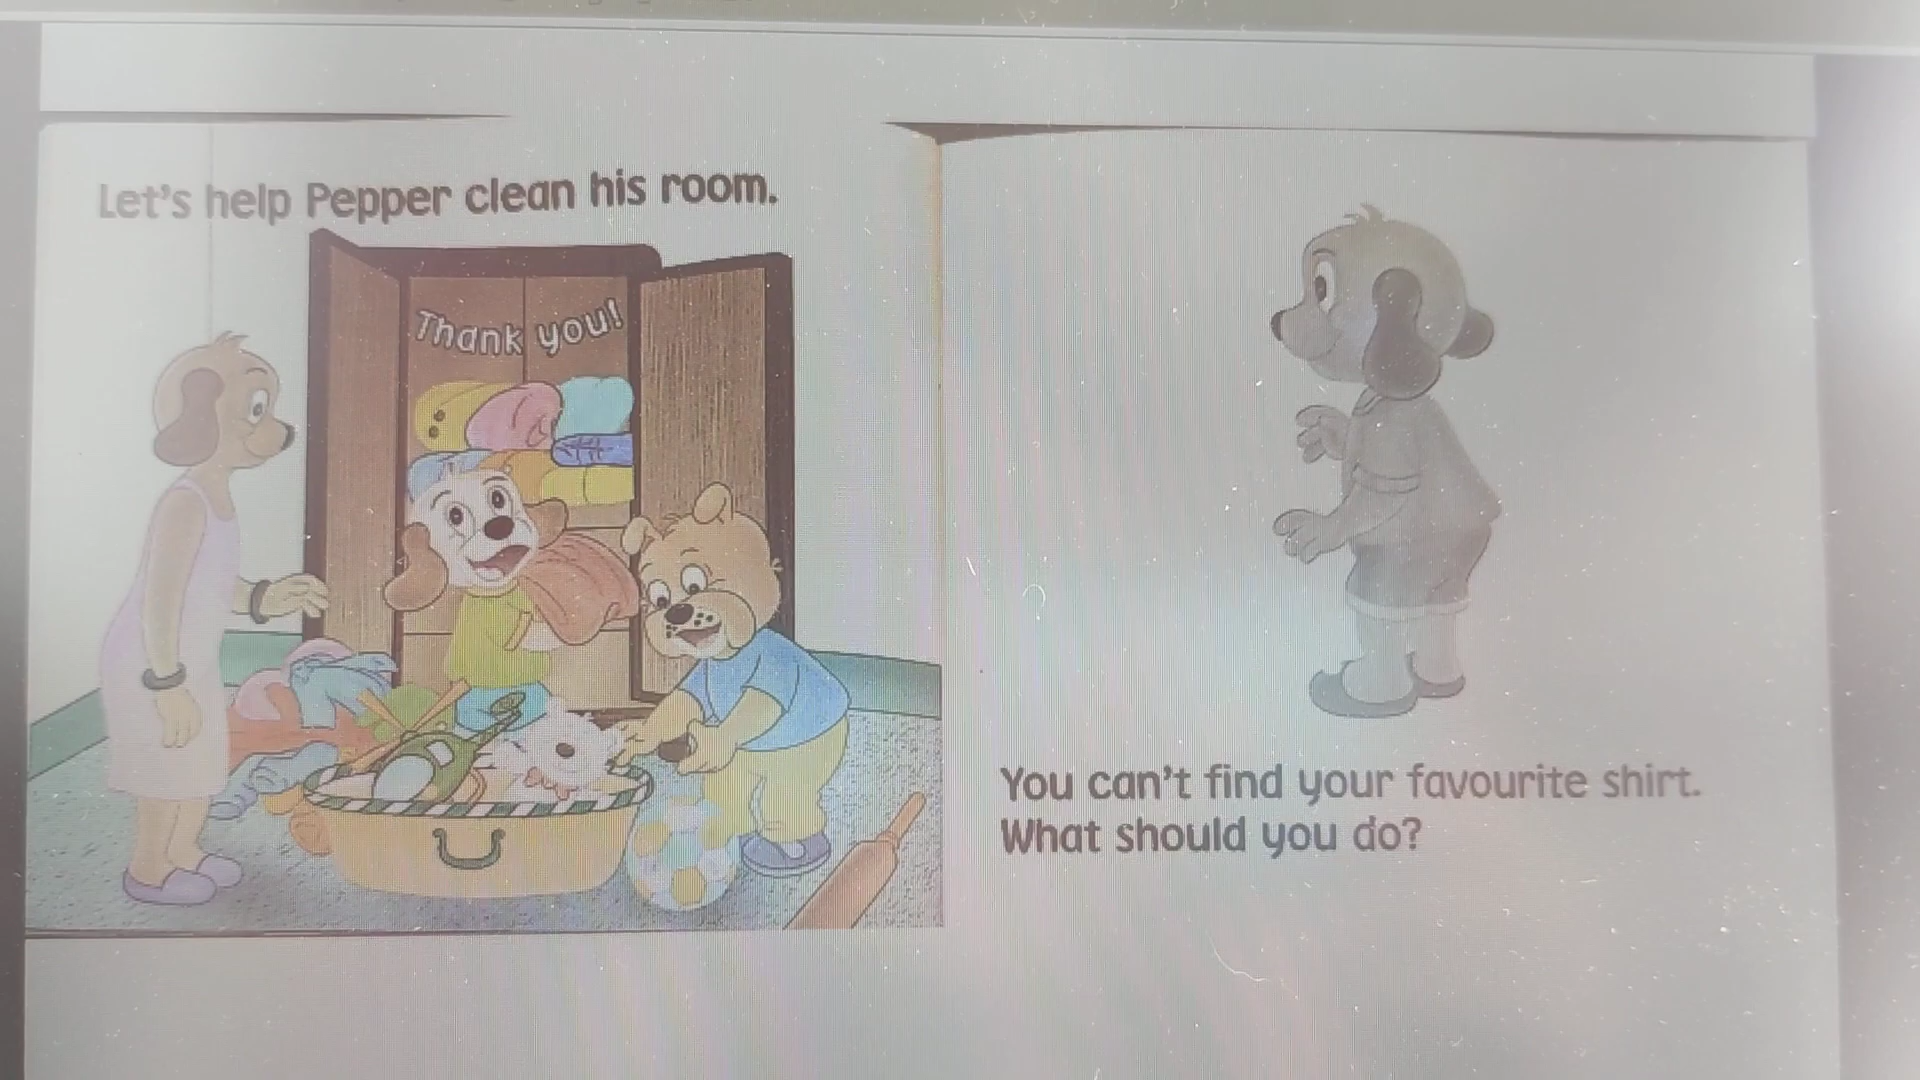 Let's help Pepper clean his room.
Thank you!
You can't find your favourite shirt.
What should you do?